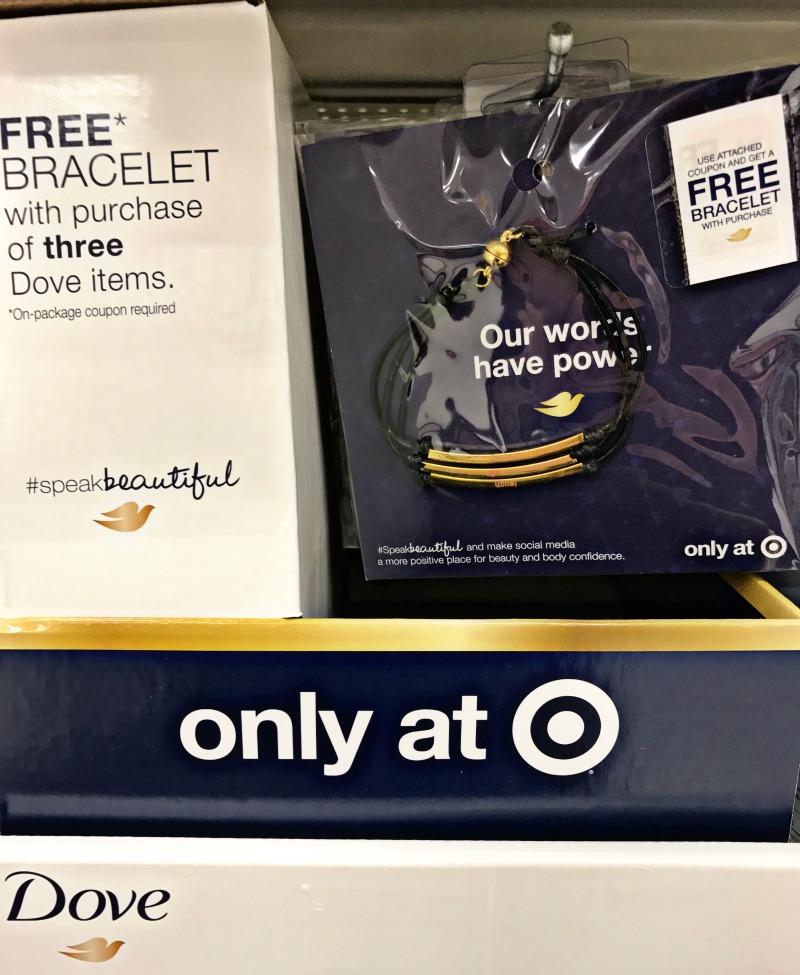 FREE*
BRACELET
with purchase
of three
Dove items.
*On-package coupon required
#speakbeautiful
USE ATTACHED
COUPON AND GET A
FREE
BRACELET
WITH PURCHASE
Our words
have power
laugh
#Speakbeautiful and make social media
a more positive place for beauty and body confidence.
only at
only at
Dove